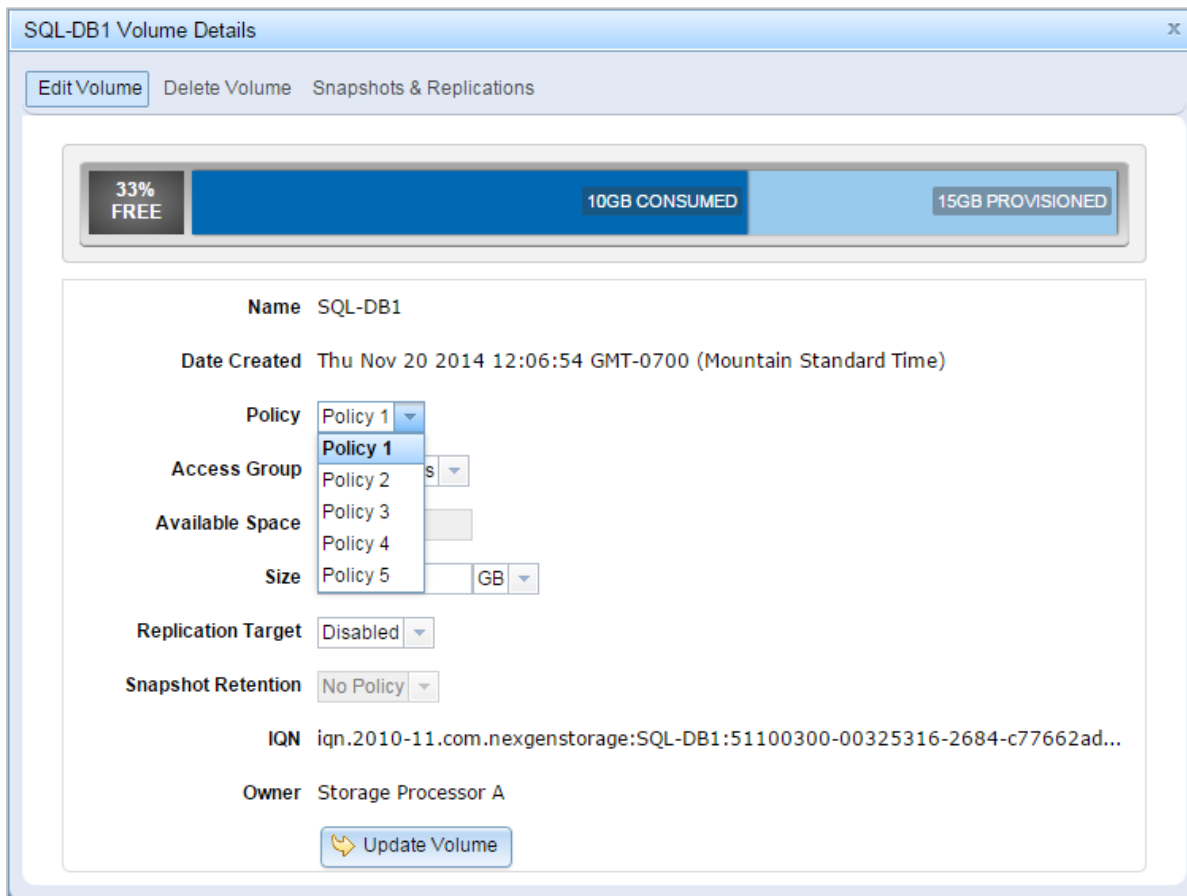 SQL-DB1 Volume Details x
Edit Volume Delete Volume Snapshots & Replications
33% FREE 10GB CONSUMED 15GB PROVISIONED
Name SQL-DB1
Date Created Thu Nov 20 2014 12:06:54 GMT-0700 (Mountain Standard Time)
Policy Policy 1
Policy 1
Access Group s
Policy 2
Policy 3
Available Space
Policy 4
Size Policy 5 GB
Replication Target Disabled
Snapshot Retention No Policy
IQN iqn.2010-11.com.nexgenstorage:SQL-DB1:51100300-00325316-2684-c77662ad...
Owner Storage Processor A
Update Volume